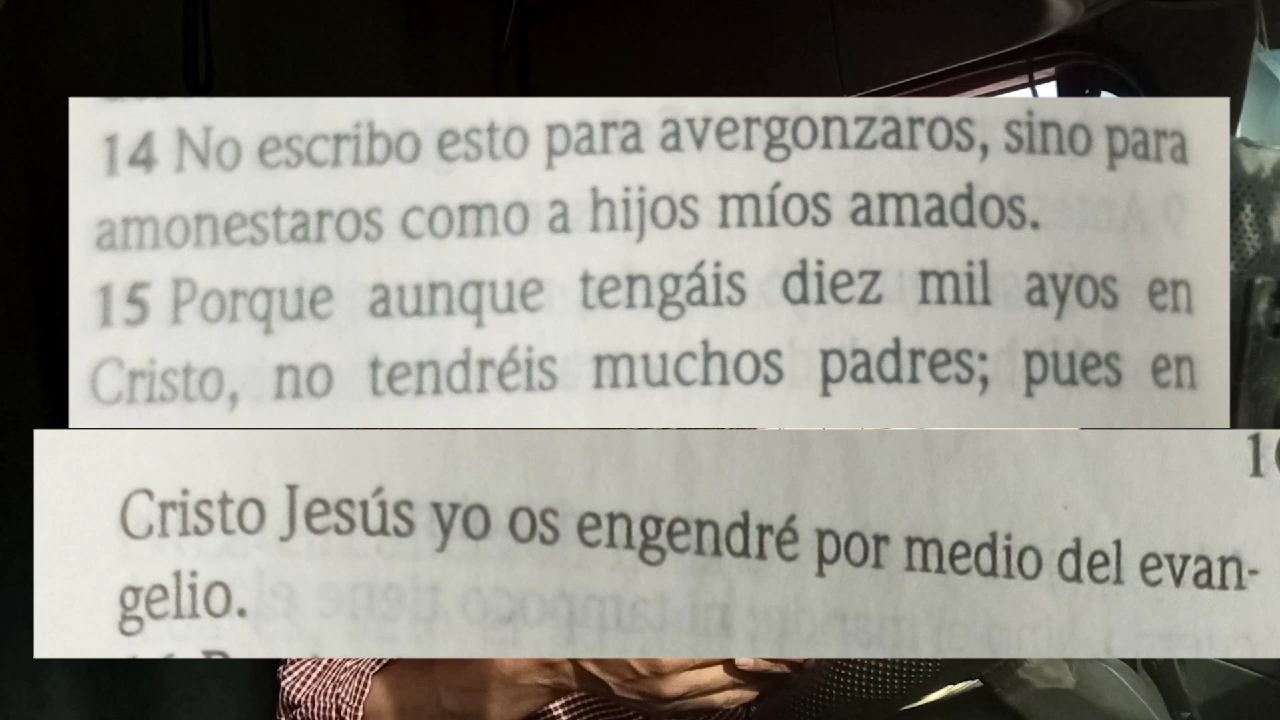 14 No escribo esto para avergonzaros, sino para
amonestaros como a hijos míos amados.
15 Porque aunque tengáis diez mil ayos en
Cristo, no tendréis muchos padres; pues en
Cristo Jesús yo os engendré por medio del evan-
gelio.